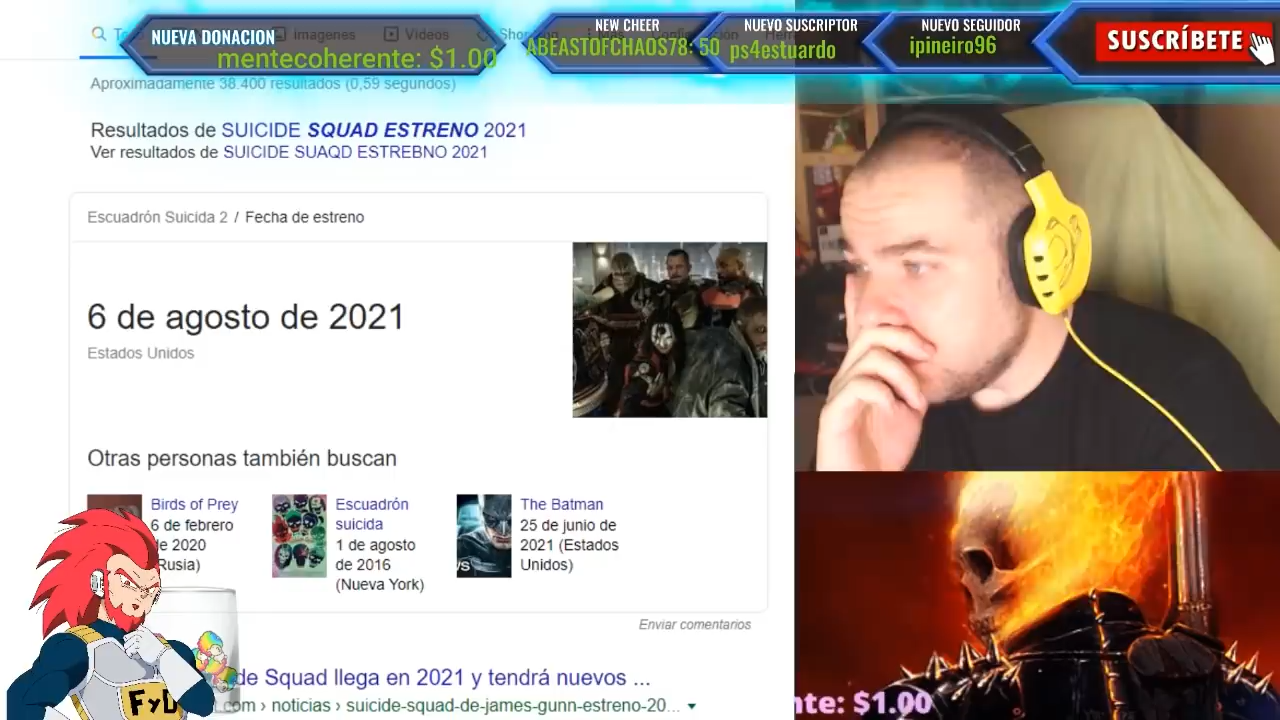 NUEVA DONACION
mentecoherente: $1.00
NEW CHEER
ABEASTOFCHAOS78: 50
NUEVO SUSCRIPTOR
ps4estuardo
NUEVO SEGUIDOR
ipineiro96
SUSCRÍBETE
Imágenes
Vídeos
Aproximadamente 38.400 resultados (0,59 segundos)
Resultados de SUICIDE SQUAD ESTRENO 2021
Ver resultados de SUICIDE SUAQD ESTREBNO 2021
Escuadrón Suicida 2 / Fecha de estreno
6 de agosto de 2021
Estados Unidos
Otras personas también buscan
Birds of Prey
6 de febrero
de 2020
(Rusia)
Escuadrón
suicida
1 de agosto
de 2016
(Nueva York)
The Batman
25 de junio de
2021 (Estados
Unidos)
Enviar comentarios
de Squad llega en 2021 y tendrá nuevos ...
.com › noticias › suicide-squad-de-james-gunn-estreno-20...
FyD
nte: $1.00